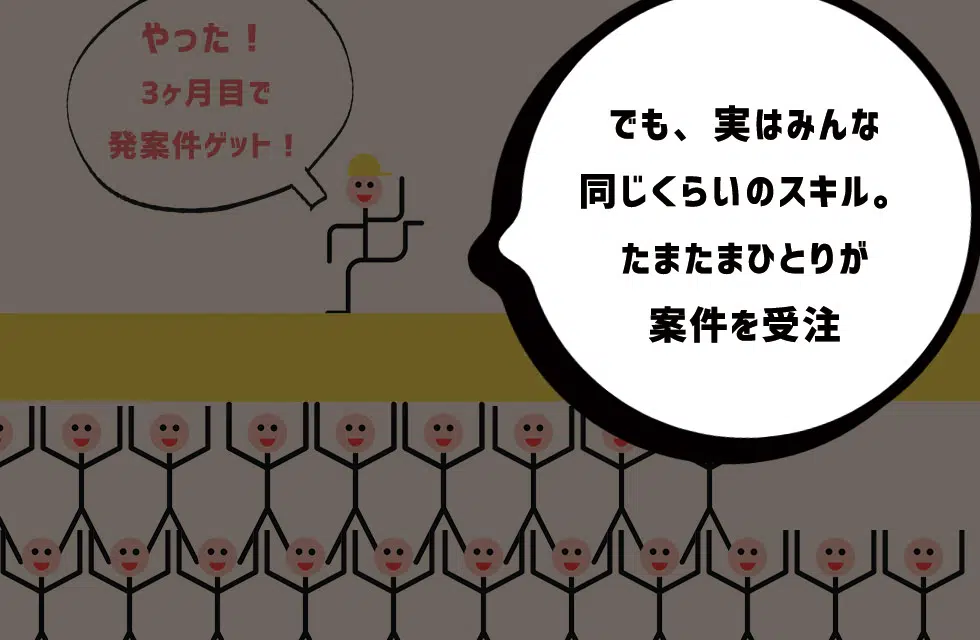 やった！
3ヶ月目で
発案件ゲット！
でも、実はみんな
同じくらいのスキル。
たまたまひとりが
案件を受注